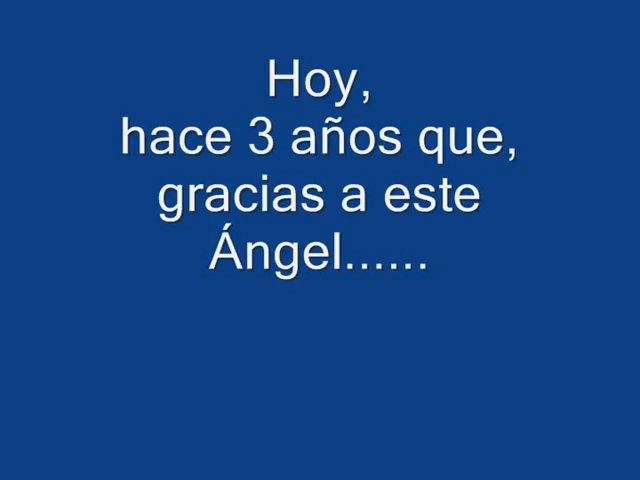 Hoy,
hace 3 años que,
gracias a este
Ángel......